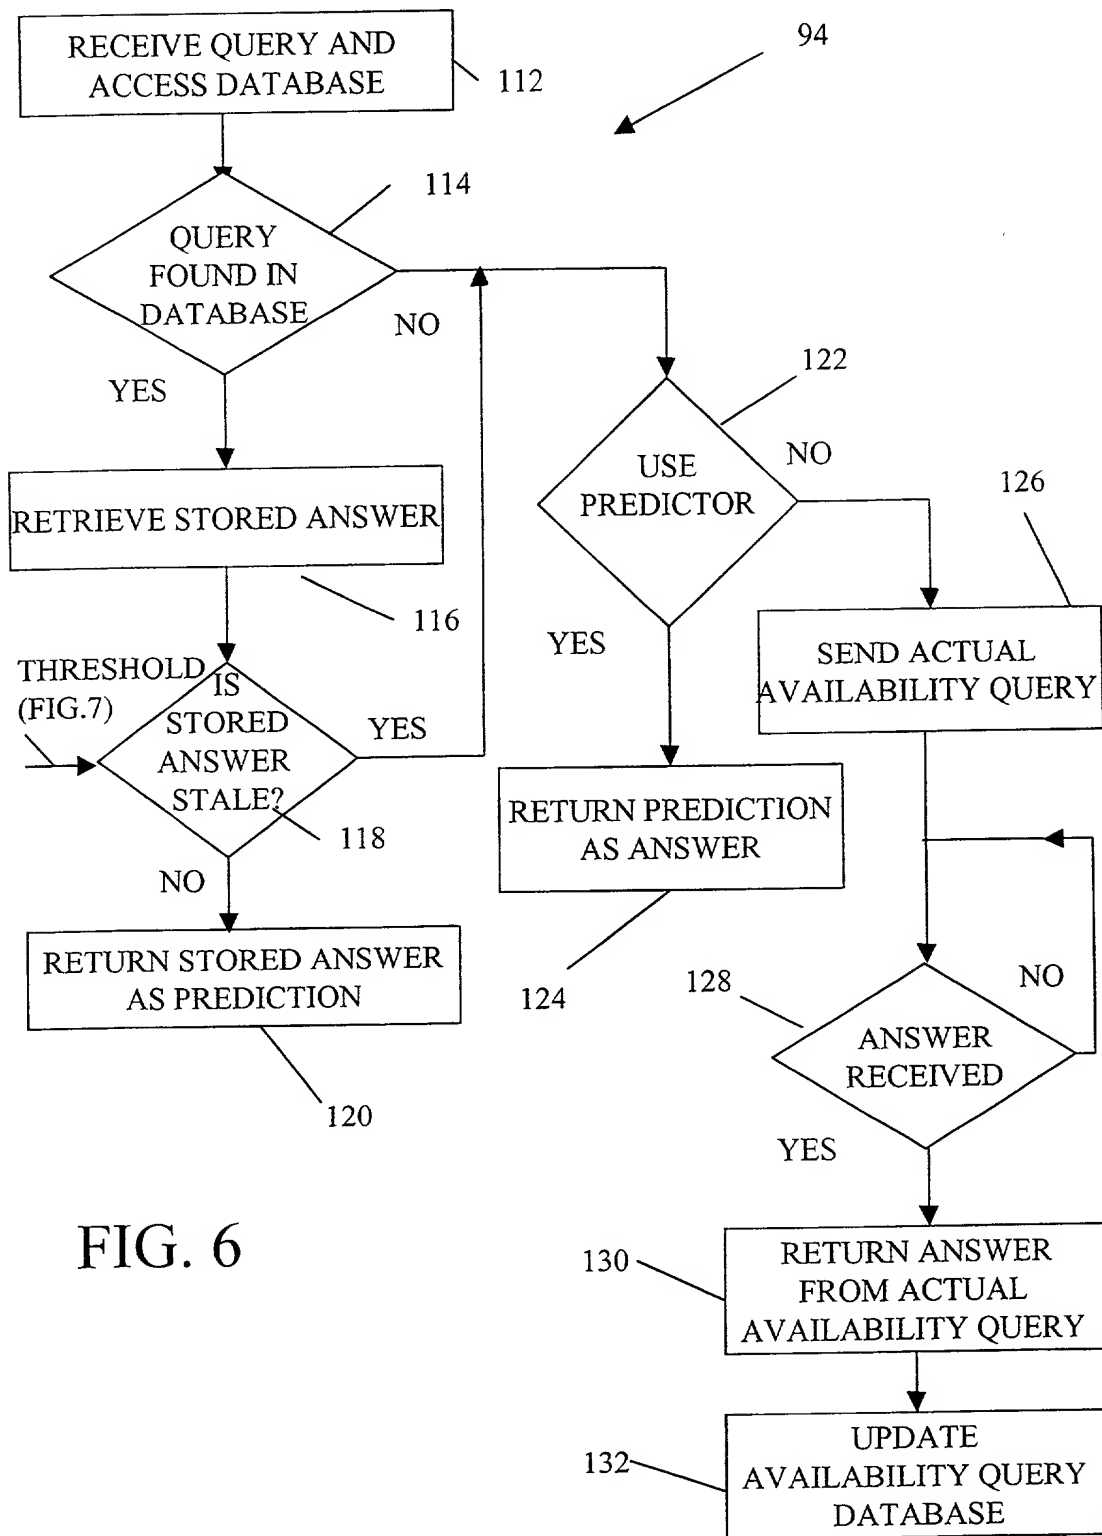 RECEIVE QUERY AND
ACCESS DATABASE
112
94
114
QUERY
FOUND IN
DATABASE
NO
YES
122
USE
PREDICTOR
NO
126
RETRIEVE STORED ANSWER
116
YES
SEND ACTUAL
AVAILABILITY QUERY
THRESHOLD
(FIG.7)
IS
STORED
ANSWER
STALE?
YES
118
NO
RETURN PREDICTION
AS ANSWER
124
RETURN STORED ANSWER
AS PREDICTION
120
128
NO
ANSWER
RECEIVED
YES
FIG. 6
130
RETURN ANSWER
FROM ACTUAL
AVAILABILITY QUERY
132
UPDATE
AVAILABILITY QUERY
DATABASE